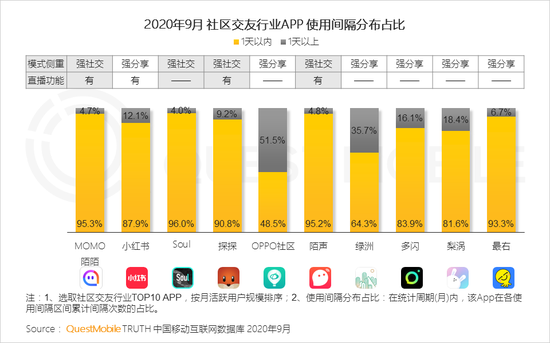 2020年9月 社区交友行业APP 使用间隔分布占比
1天以内 1天以上
模式侧重 强社交 强分享 强社交 强社交 强分享 强社交 强分享 强分享 强分享 强分享
直播功能 有 有 —— 有 —— 有 —— —— —— ——
4.7% 12.1% 4.0% 9.2% 51.5% 4.8% 35.7% 16.1% 18.4% 6.7%
QUESTMOBILE
95.3% 87.9% 96.0% 90.8% 48.5% 95.2% 64.3% 83.9% 81.6% 93.3%
MOMO陌陌 小红书 Soul 探探 OPPO社区 陌声 绿洲 多闪 梨涡 最右
小红书 Soul
注：1、选取社区交友行业TOP10 APP，按月活跃用户规模排序；2、使用间隔分布占比：在统计周期(月)内，该App在各使
用间隔区间累计间隔次数的占比。
Source：QuestMobile TRUTH 中国移动互联网数据库 2020年9月